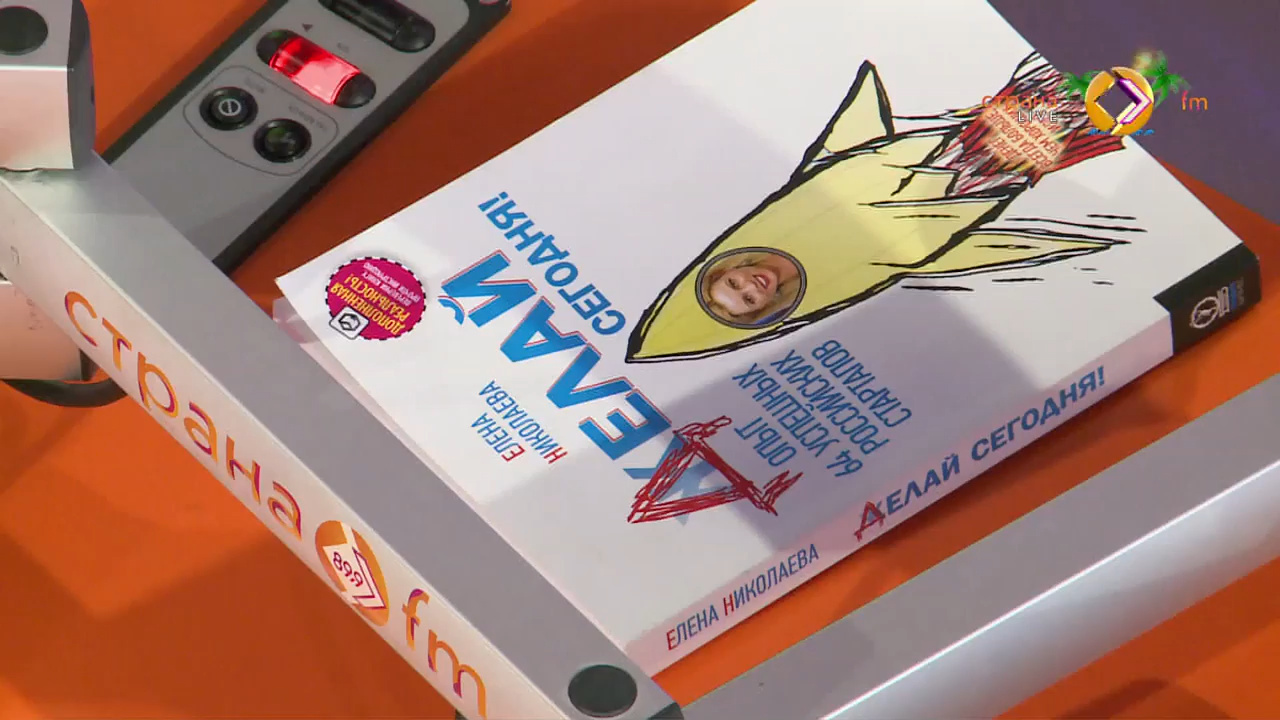 страна fm
LIVE
ЕЛЕНА
НИКОЛАЕВА
ДЕЛАЙ
СЕГОДНЯ!
ОПЫТ
64 УСПЕШНЫХ
РОССИЙСКИХ
СТАРТАПОВ
ДОПОЛНЕННАЯ
РЕАЛЬНОСТЬ!
ЕЛЕНА НИКОЛАЕВА ДЕЛАЙ СЕГОДНЯ!
страна 89.9 fm